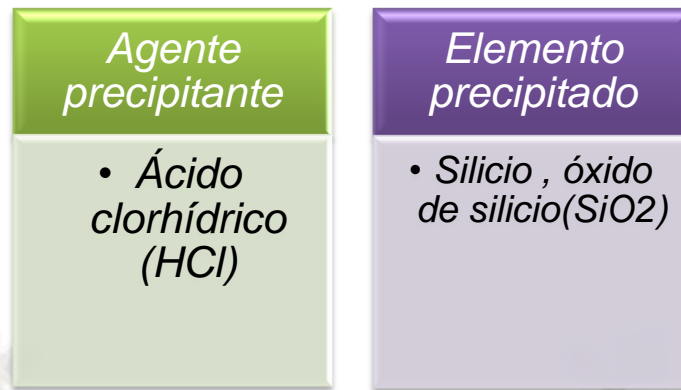 Agente
precipitante
• Ácido
clorhídrico
(HCl)
Elemento
precipitado
• Silicio , óxido
de silicio(SiO2)